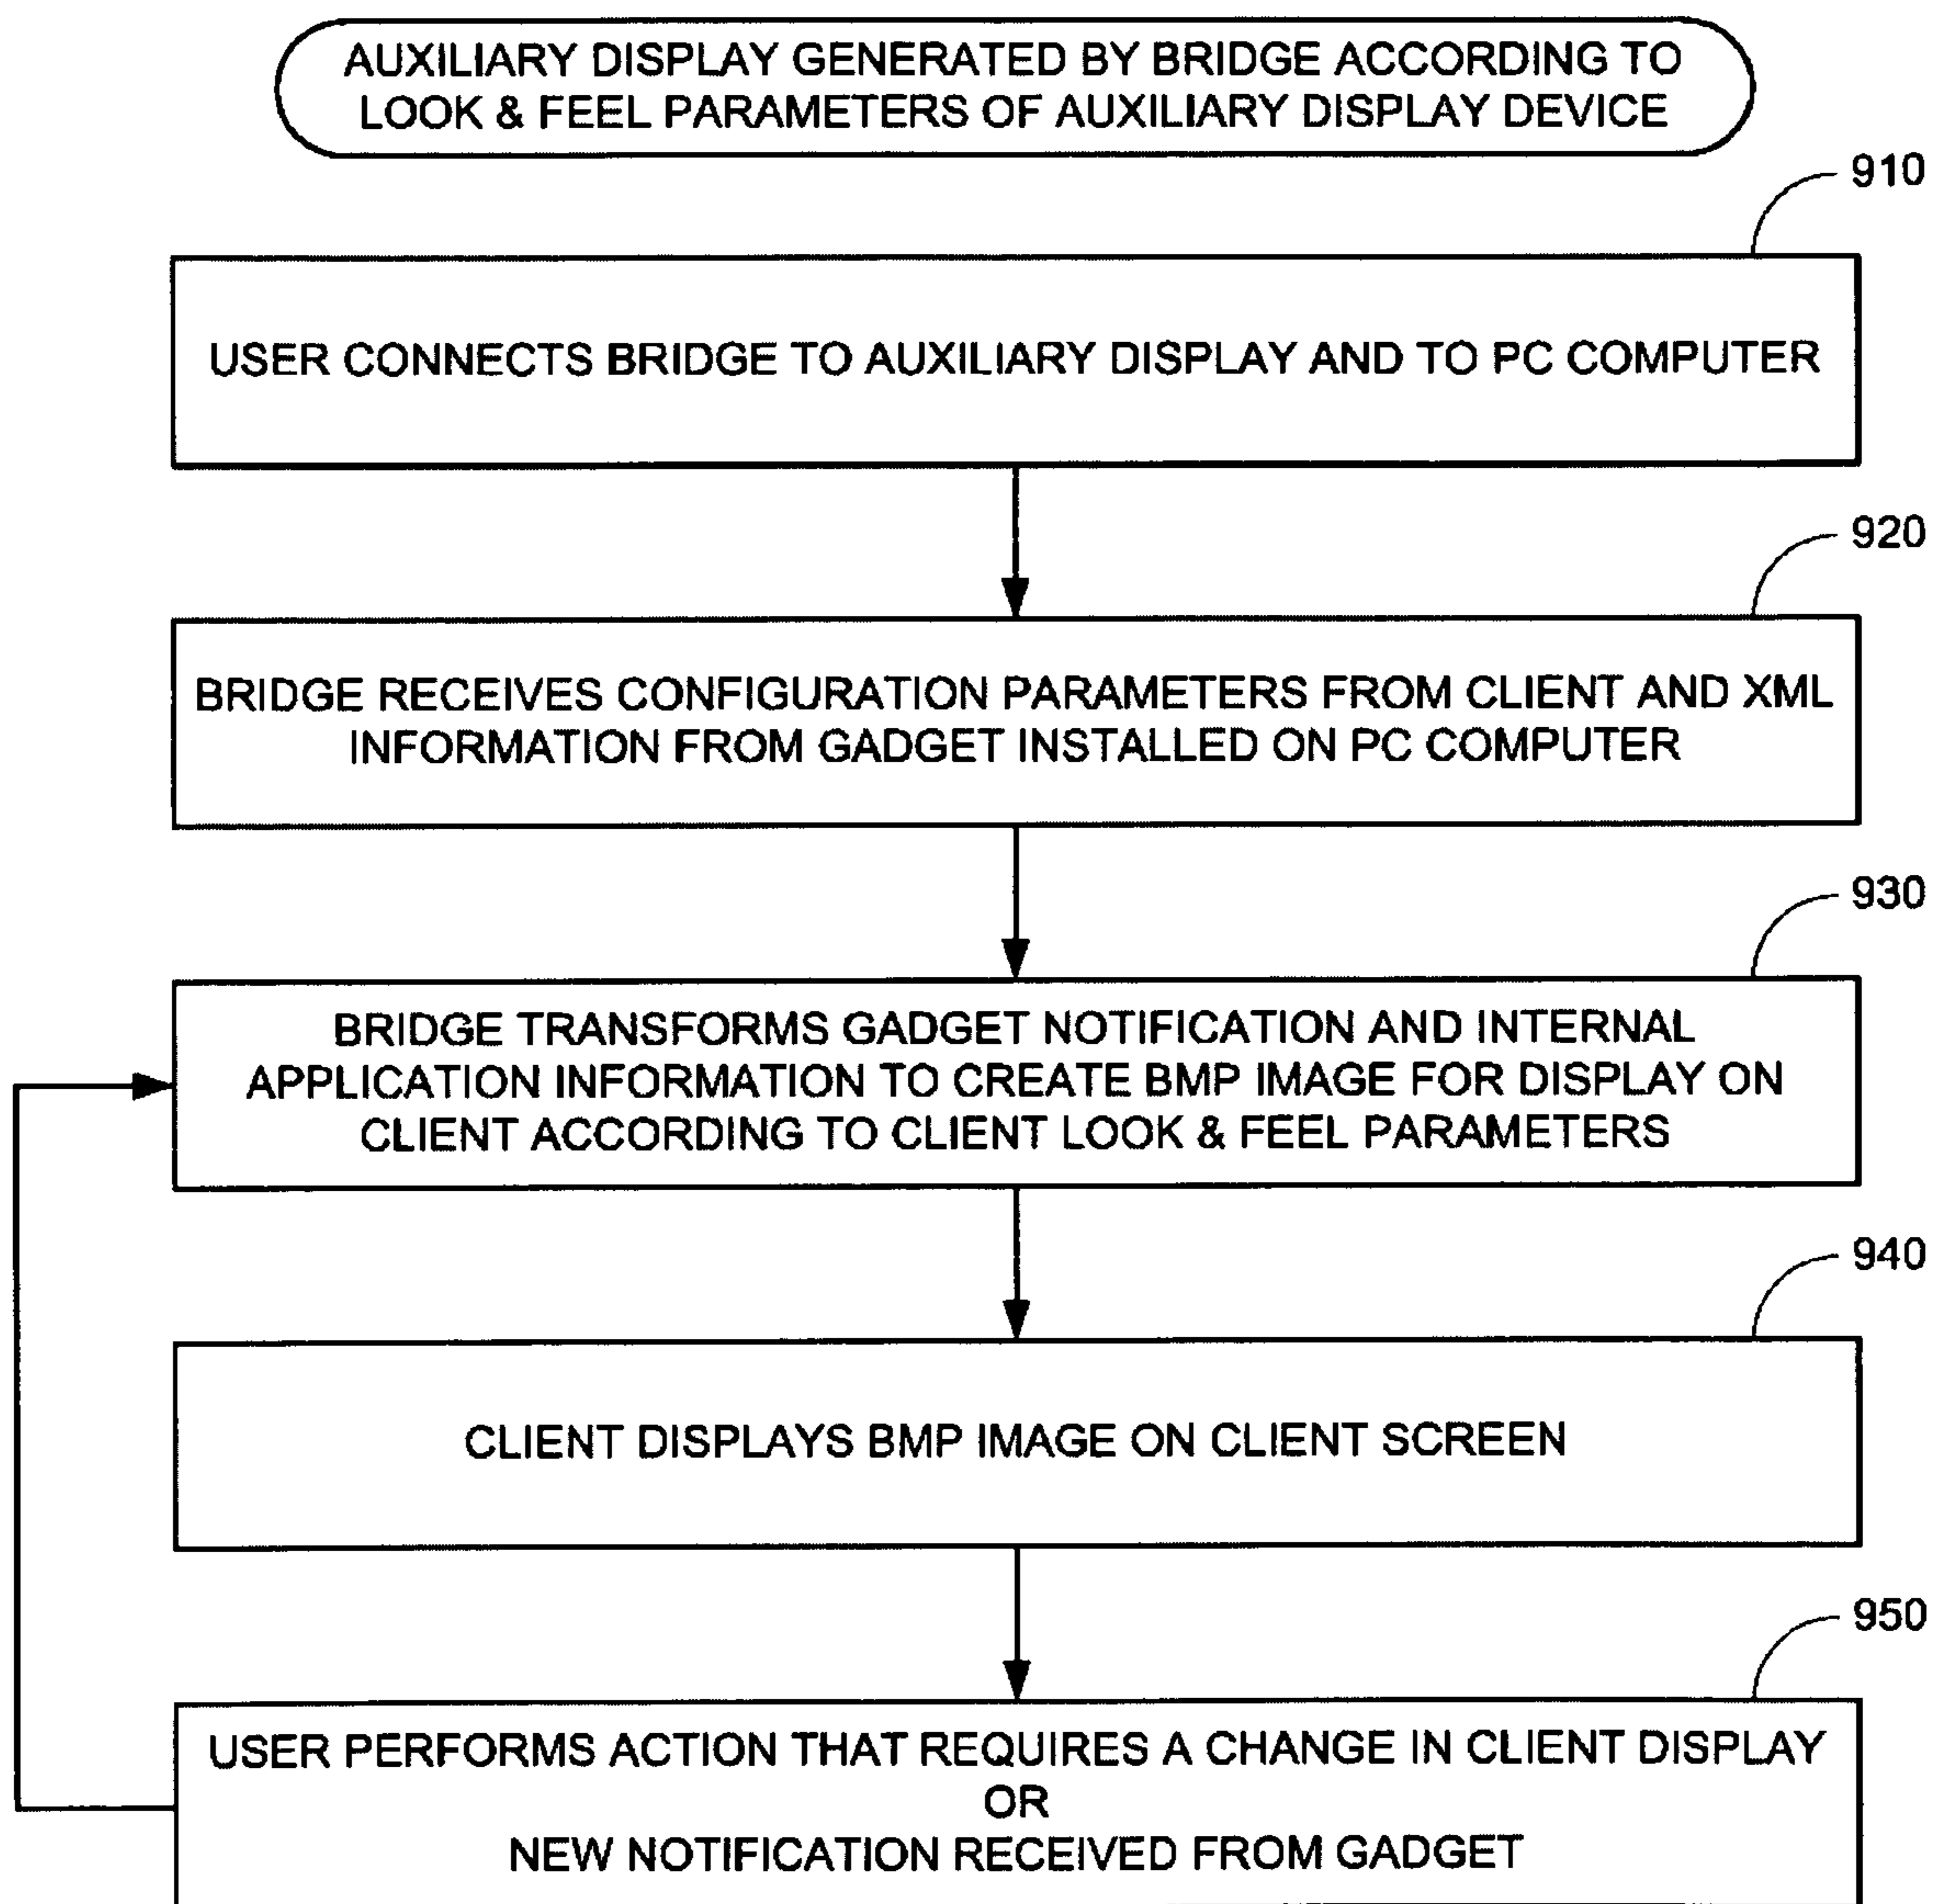 AUXILIARY DISPLAY GENERATED BY BRIDGE ACCORDING TO
LOOK & FEEL PARAMETERS OF AUXILIARY DISPLAY DEVICE
910
USER CONNECTS BRIDGE TO AUXILIARY DISPLAY AND TO PC COMPUTER
920
BRIDGE RECEIVES CONFIGURATION PARAMETERS FROM CLIENT AND XML
INFORMATION FROM GADGET INSTALLED ON PC COMPUTER
930
BRIDGE TRANSFORMS GADGET NOTIFICATION AND INTERNAL
APPLICATION INFORMATION TO CREATE BMP IMAGE FOR DISPLAY ON
CLIENT ACCORDING TO CLIENT LOOK & FEEL PARAMETERS
940
CLIENT DISPLAYS BMP IMAGE ON CLIENT SCREEN
950
USER PERFORMS ACTION THAT REQUIRES A CHANGE IN CLIENT DISPLAY
OR
NEW NOTIFICATION RECEIVED FROM GADGET